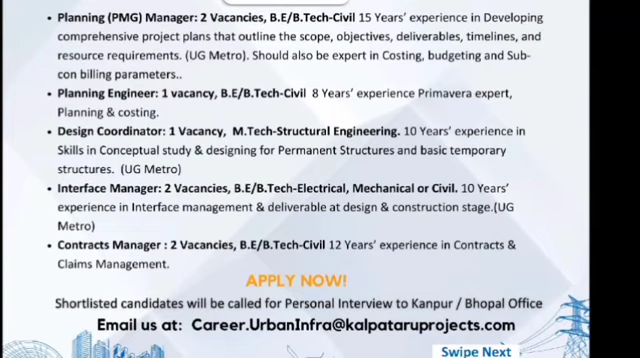 • Planning (PMG) Manager: 2 Vacancies, B.E/B.Tech-Civil 15 Years' experience in Developing
comprehensive project plans that outline the scope, objectives, deliverables, timelines, and
resource requirements. (UG Metro). Should also be expert in Costing, budgeting and Sub-
con billing parameters..
• Planning Engineer: 1 vacancy, B.E/B.Tech-Civil 8 Years' experience Primavera expert,
Planning & costing.
• Design Coordinator: 1 Vacancy, M.Tech-Structural Engineering. 10 Years' experience in
Skills in Conceptual study & designing for Permanent Structures and basic temporary
structures. (UG Metro)
• Interface Manager: 2 Vacancies, B.E/B.Tech-Electrical, Mechanical or Civil. 10 Years'
experience in Interface management & deliverable at design & construction stage.(UG
Metro)
• Contracts Manager : 2 Vacancies, B.E/B.Tech-Civil 12 Years' experience in Contracts &
Claims Management.
APPLY NOW!
Shortlisted candidates will be called for Personal Interview to Kanpur / Bhopal Office
Email us at: Career.UrbanInfra@kalpataruprojects.com
Swipe Next